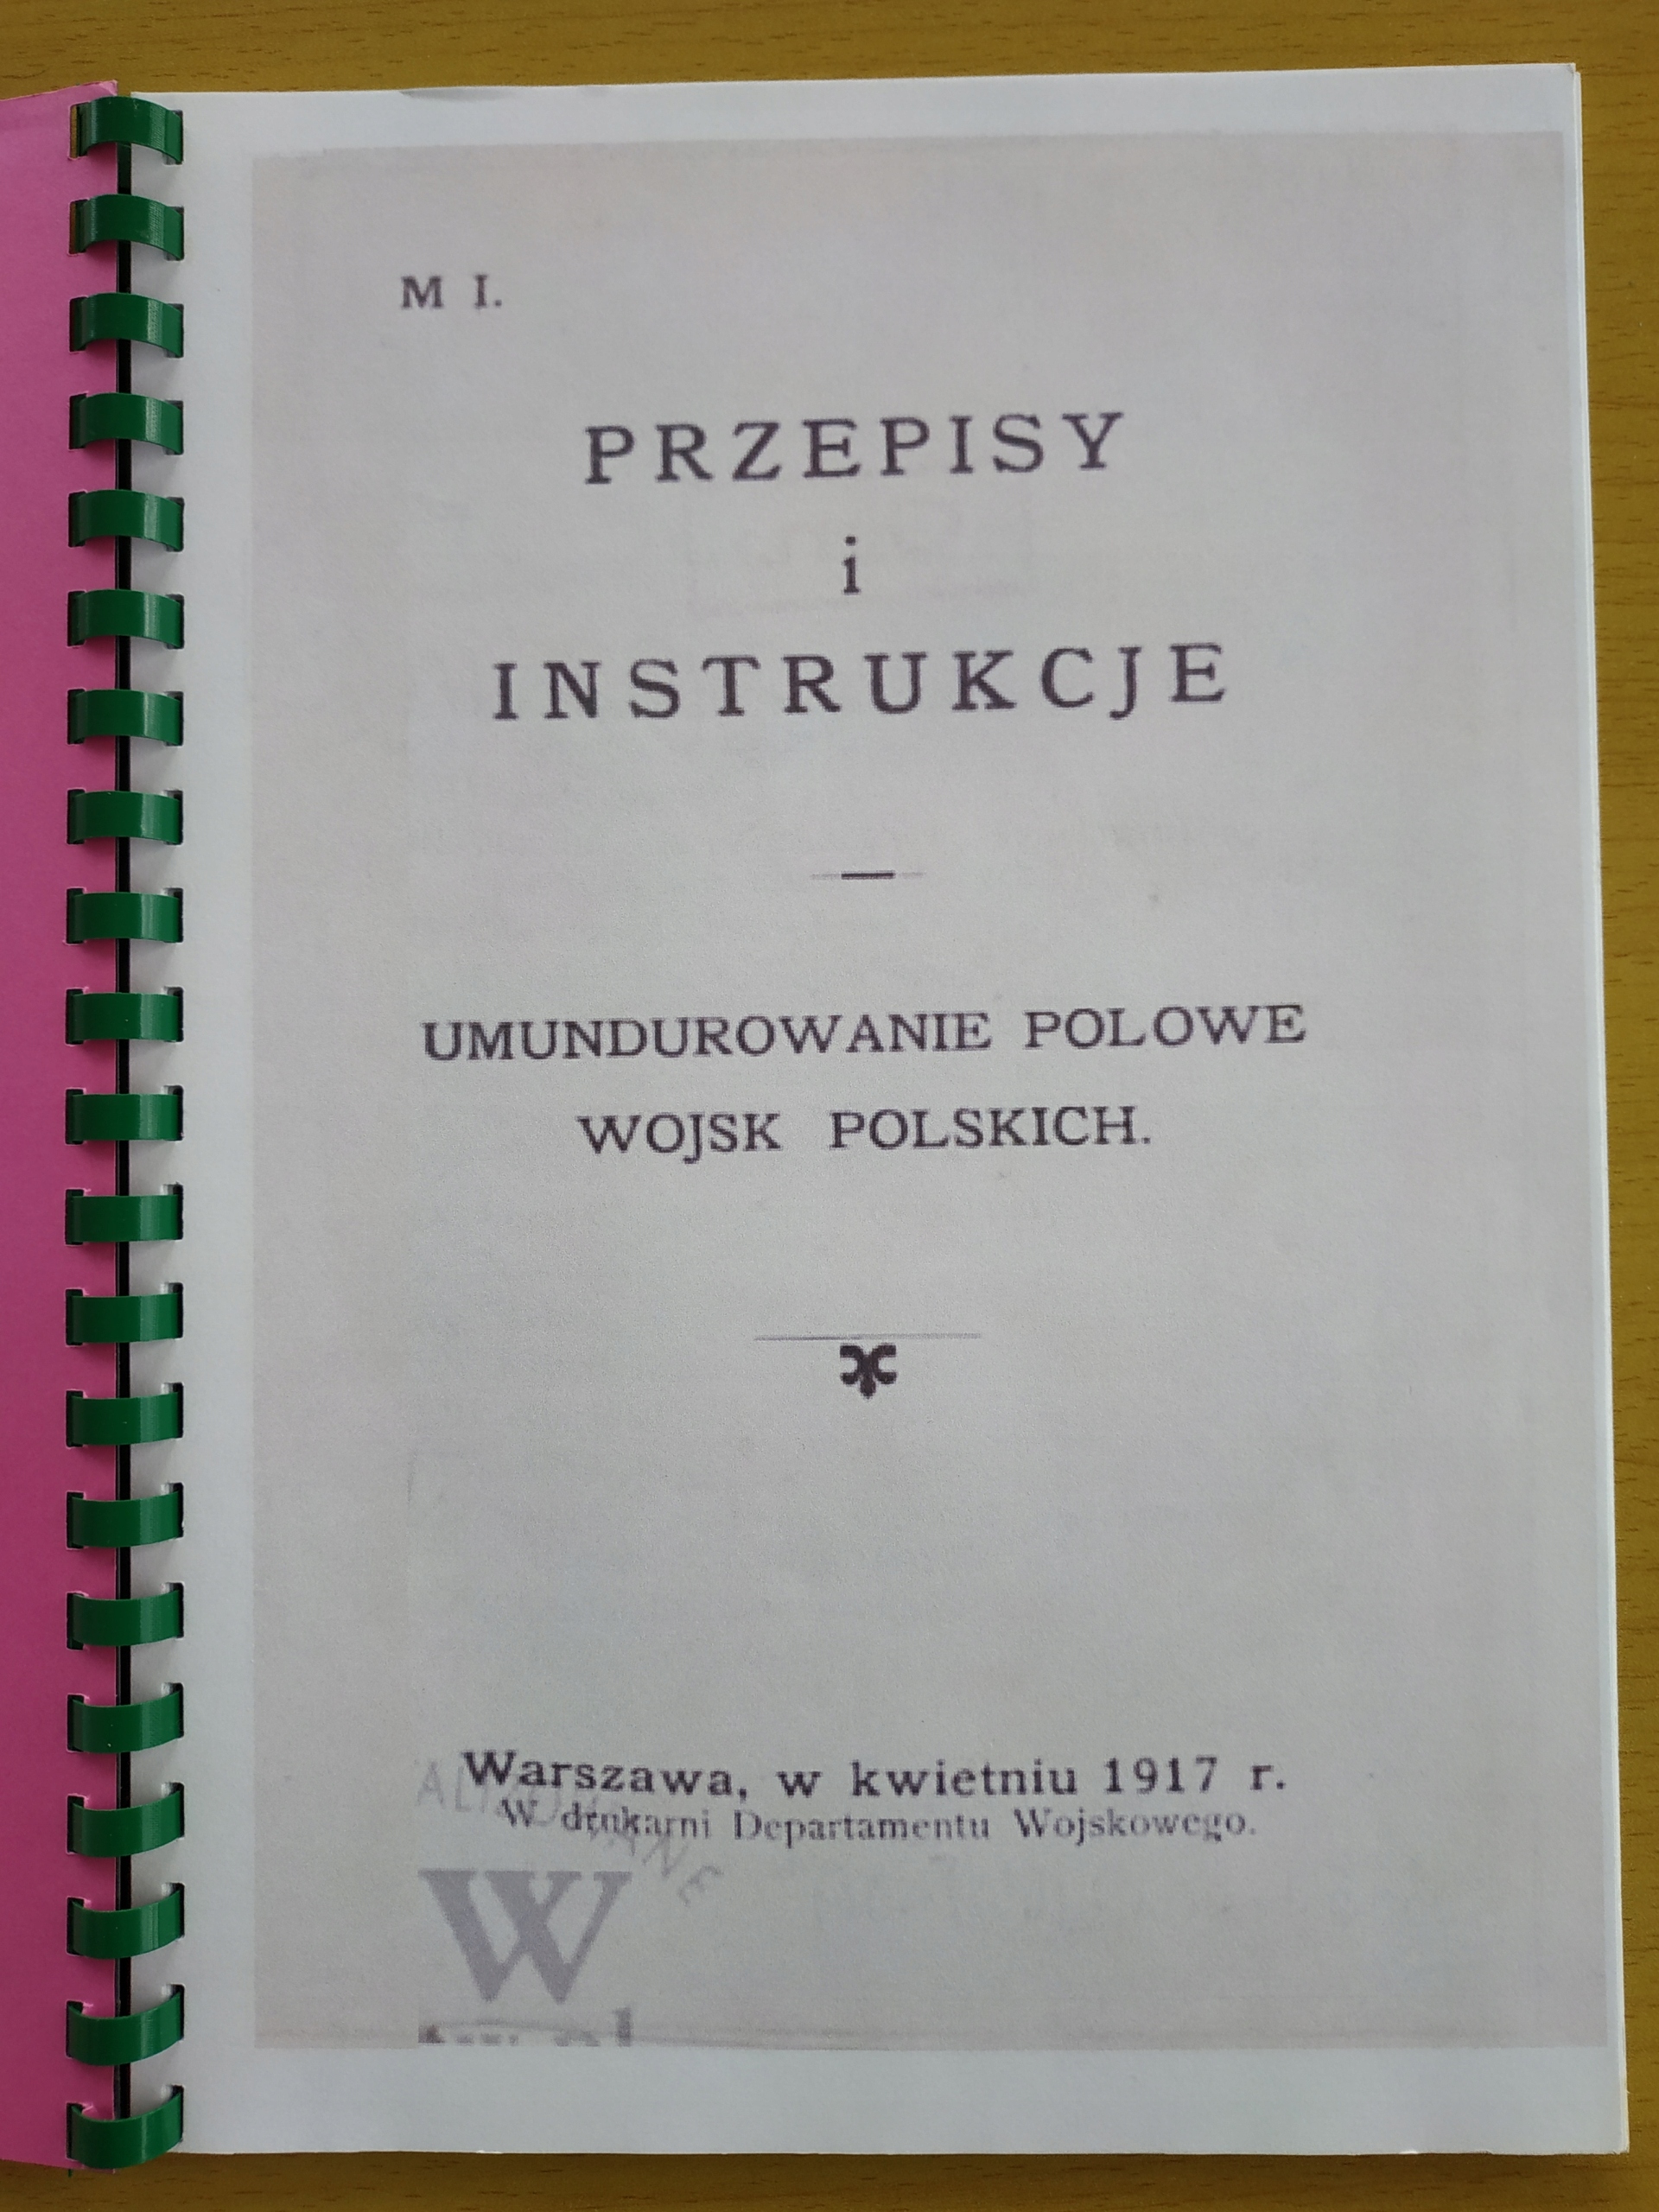 M I.
PRZEPISY
i
INSTRUKCJE
UMUNDUROWANIE POLOWE
WOJSK POLSKICH.
Warszawa, w kwietniu 1917 r.
W drukarni Departamentu Wojskowego.
W